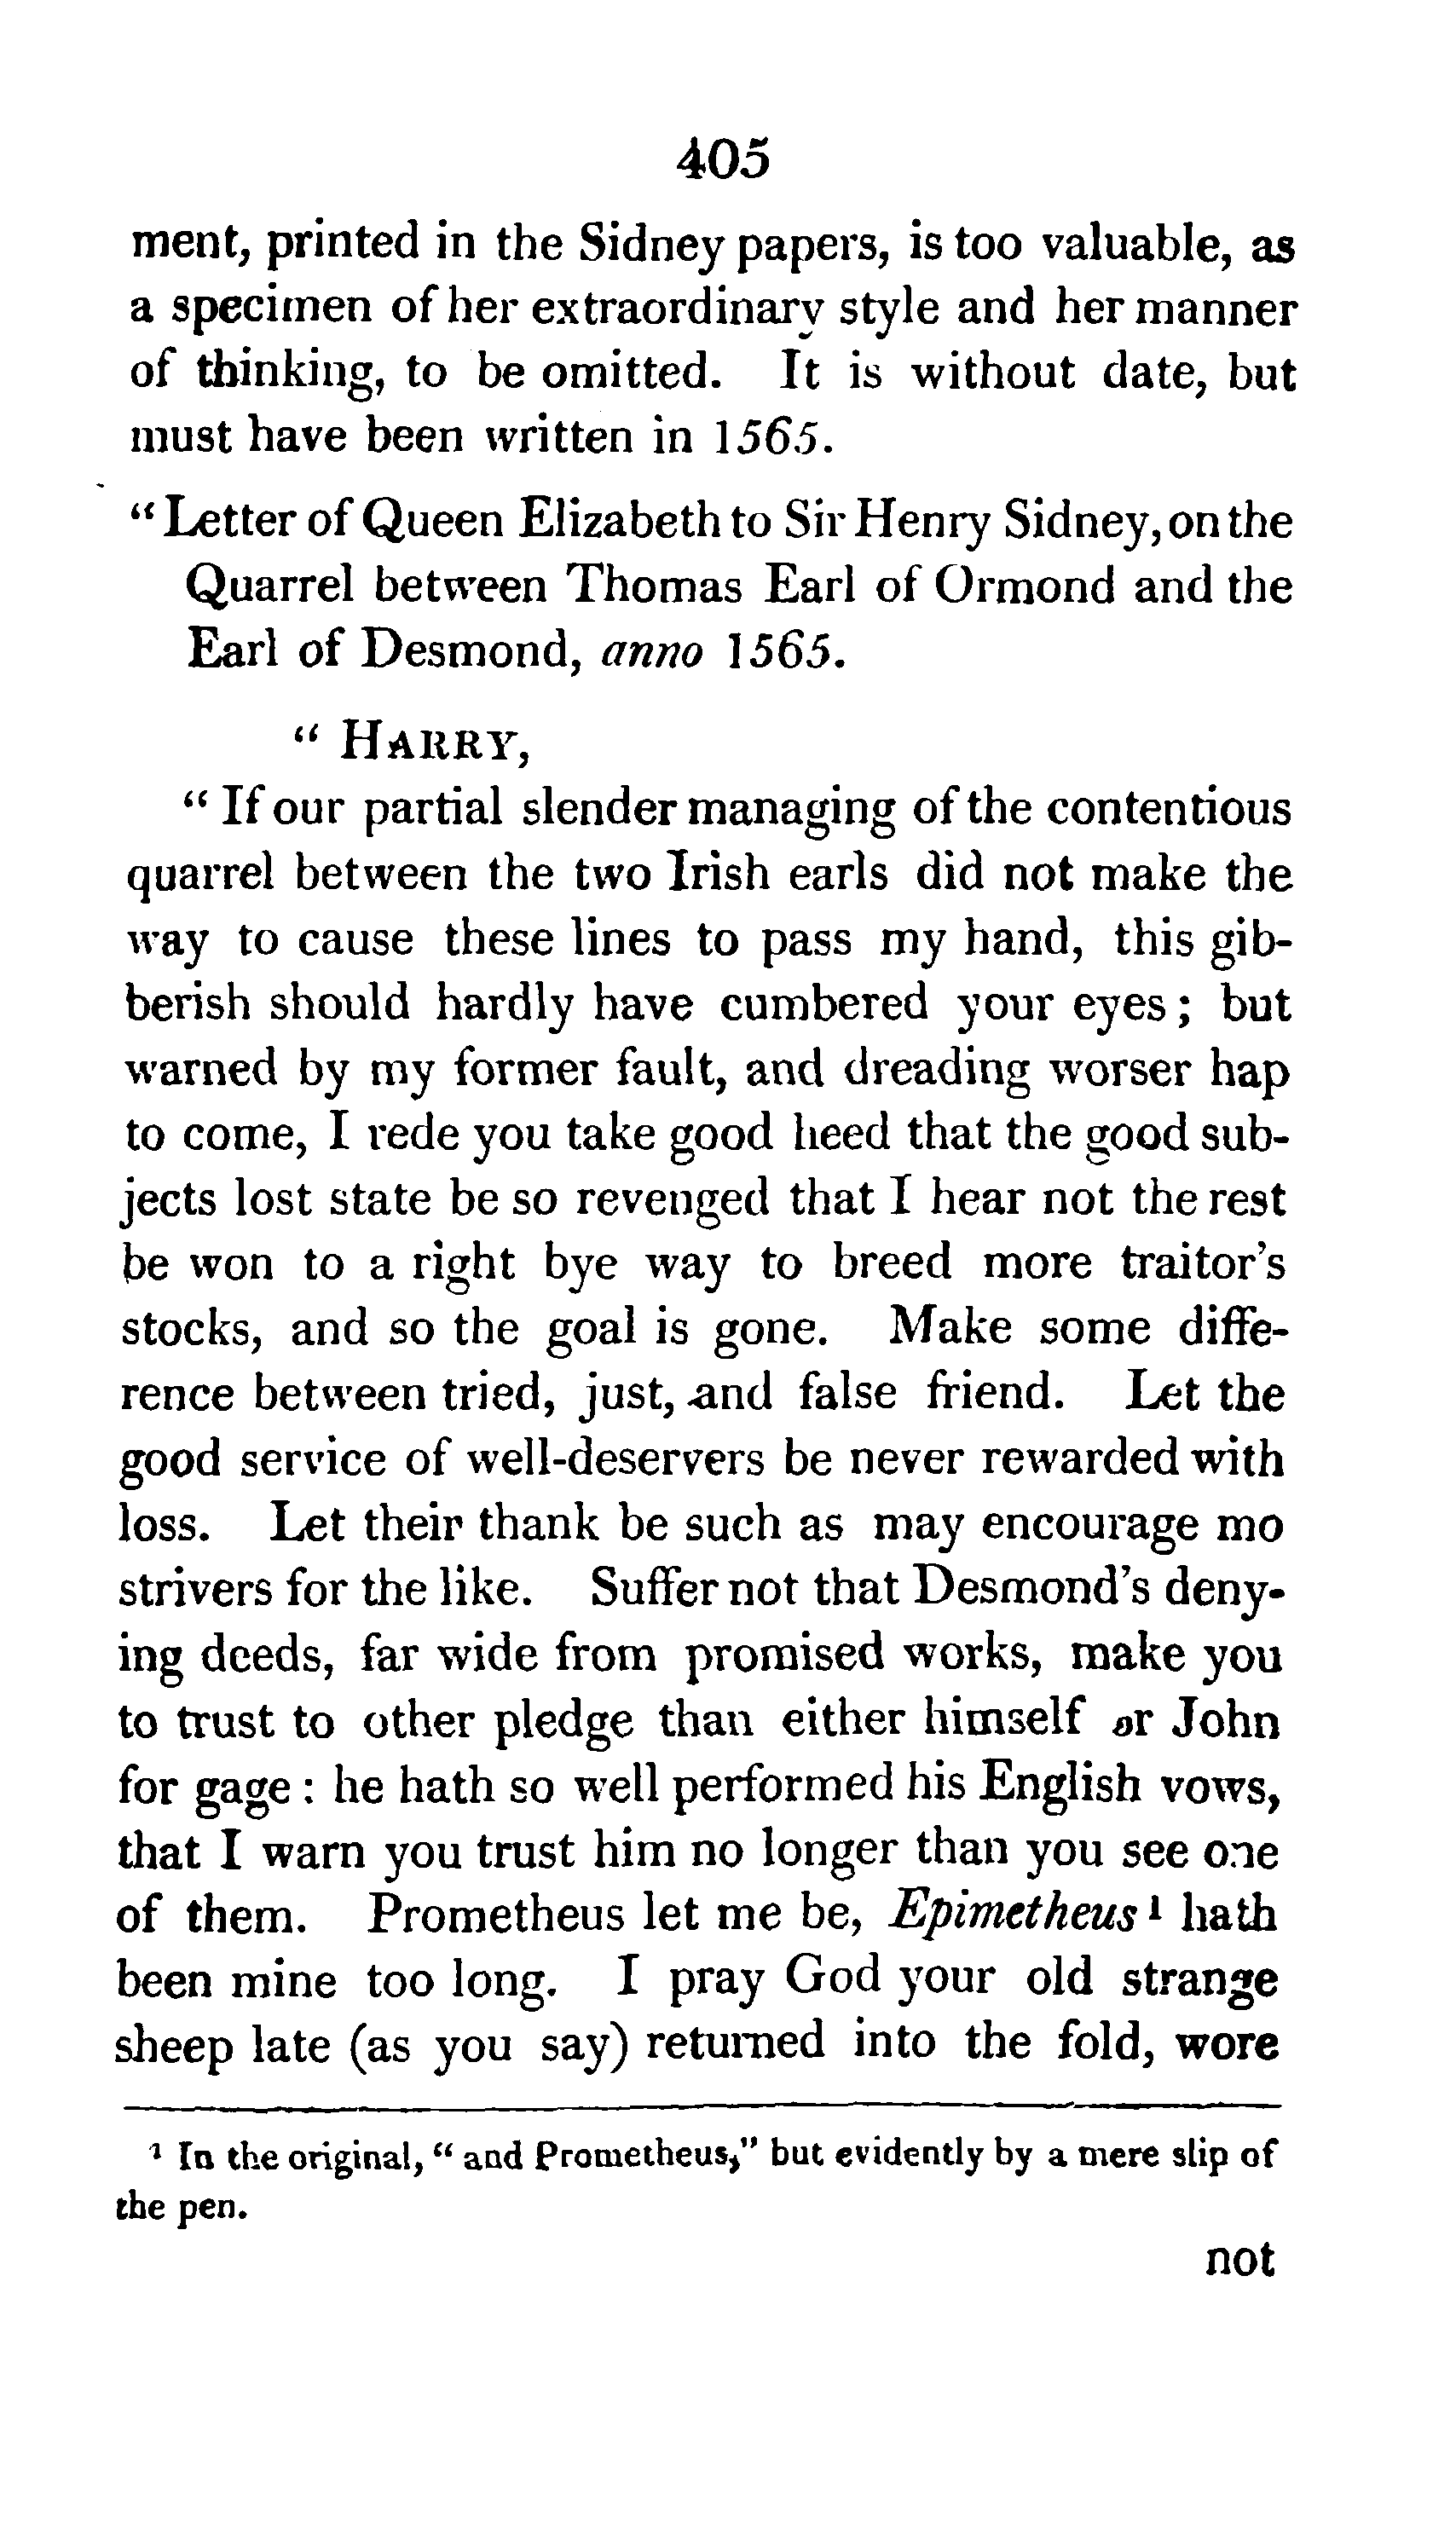 405
ment, printed in the Sidney papers, is too valuable, as
a specimen of her extraordinary style and her manner
of thinking, to be omitted. It is without date, but
must have been written in 1565.
“ Letter of Queen Elizabeth to Sir Henry Sidney, on the
Quarrel between Thomas Earl of Ormond and the
Earl of Desmond, anno 1565.
“ HARRY,
“ If our partial slender managing of the contentious
quarrel between the two Irish earls did not make the
way to cause these lines to pass my hand, this gib-
berish should hardly have cumbered your eyes ; but
warned by my former fault, and dreading worser hap
to come, I rede you take good heed that the good sub-
jects lost state be so revenged that I hear not the rest
be won to a right bye way to breed more traitor's
stocks, and so the goal is gone. Make some diffe-
rence between tried, just, and false friend. Let the
good service of well-deservers be never rewarded with
loss. Let their thank be such as may encourage mo
strivers for the like. Suffer not that Desmond's deny-
ing deeds, far wide from promised works, make you
to trust to other pledge than either himself or John
for gage : he hath so well performed his English vows,
that I warn you trust him no longer than you see one
of them. Prometheus let me be, Epimetheus ¹ hath
been mine too long. I pray God your old strange
sheep late (as you say) returned into the fold, wore
¹ In the original, “ and Prometheus,” but evidently by a mere slip of
the pen.
not